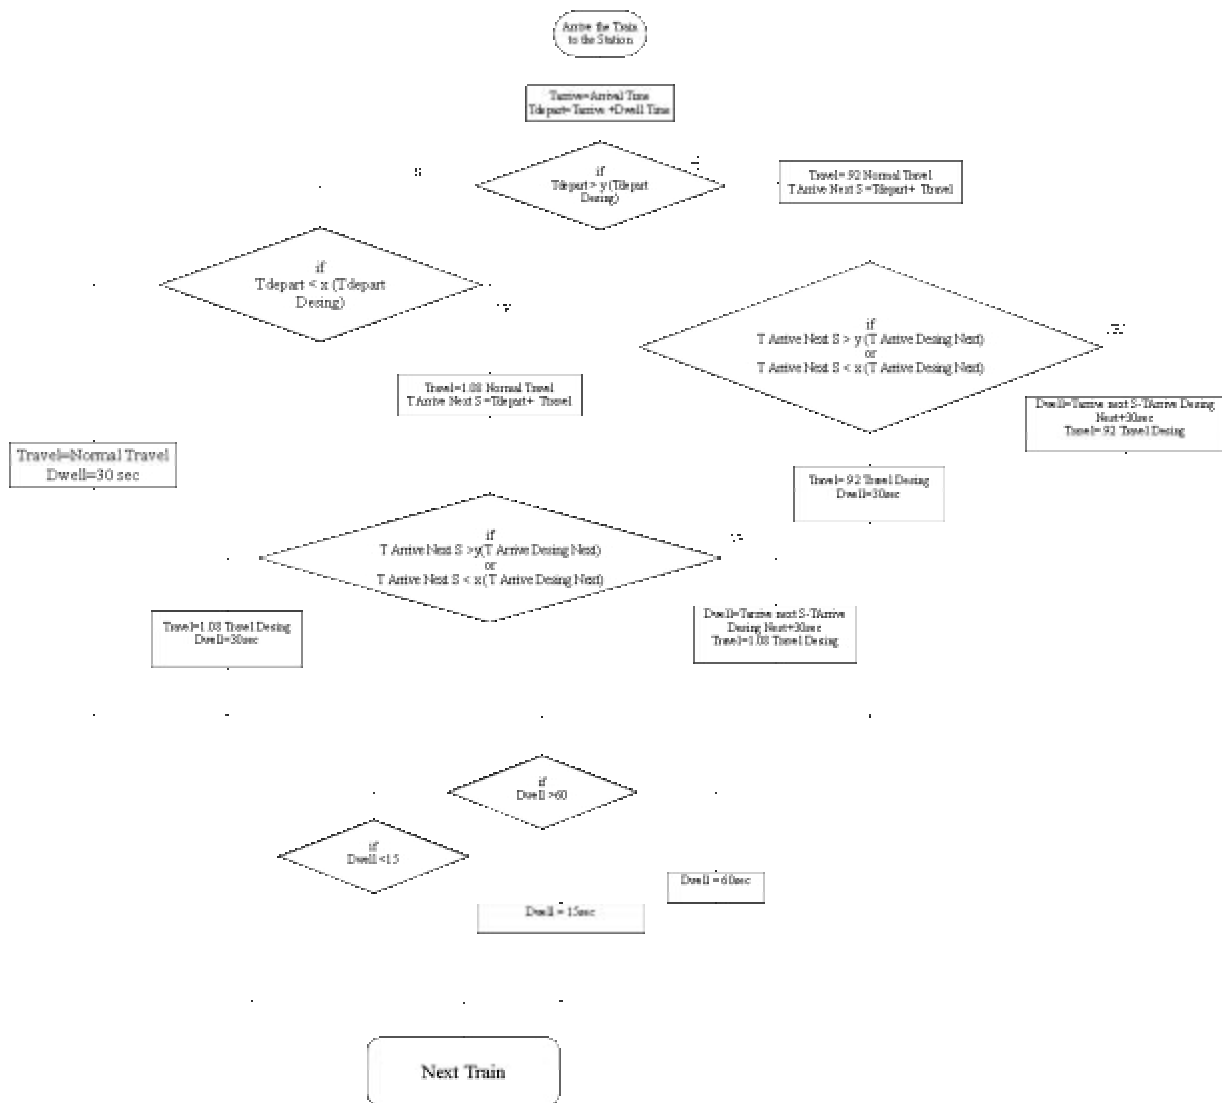 Arrive the Train
to the Station
Tarrive=Arrival Time
Tdepart=Tarrive +Dwell Time
if
Tdepart > y (Tdepart
Desing)
Travel=.92 Normal Travel
T Arrive Next S =Tdepart+ Ttravel
if
Tdepart < x (Tdepart
Desing)
if
T Arrive Next S > y (T Arrive Desing Next)
or
T Arrive Next S < x (T Arrive Desing Next)
Travel=1.08 Normal Travel
T Arrive Next S =Tdepart+ Ttravel
Dwell=Tarrive next S-TArrive Desing
Next+30sec
Travel=.92 Travel Desing
Travel=Normal Travel
Dwell=30 sec
Travel=.92 Travel Desing
Dwell=30sec
if
T Arrive Next S >y(T Arrive Desing Next)
or
T Arrive Next S < x (T Arrive Desing Next)
Travel=1.08 Travel Desing
Dwell=30sec
Dwell=Tarrive next S-TArrive
Desing Next+30sec
Travel=1.08 Travel Desing
if
Dwell >60
if
Dwell <15
Dwell = 60sec
Dwell = 15sec
Next Train